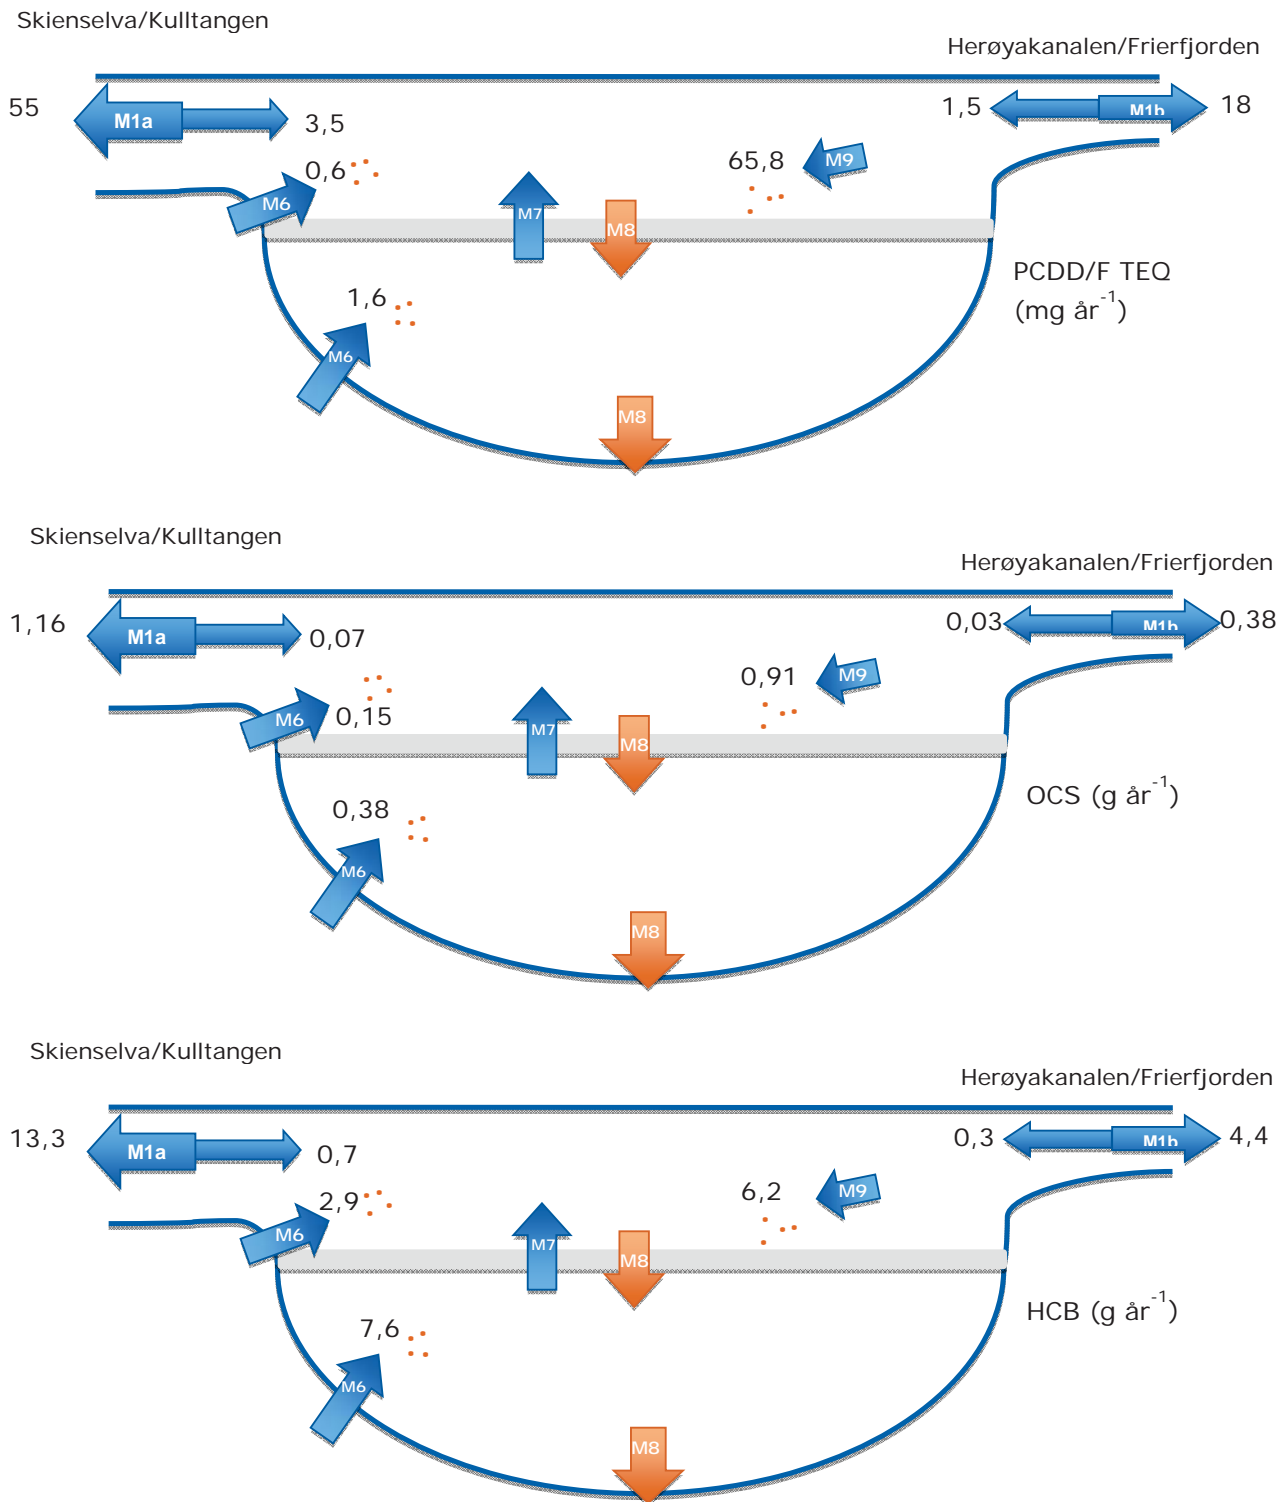 Skienselva/Kulltangen
Herøyakanalen/Frierfjorden
55
M1a
3,5
1,5
M1b
18
0,6
65,8
M9
M6
M7
M8
PCDD/F TEQ
(mg år-1)
1,6
M6
M8
Skienselva/Kulltangen
Herøyakanalen/Frierfjorden
1,16
M1a
0,07
0,03
M1b
0,38
0,91
M9
M6
0,15
M7
M8
OCS (g år-1)
0,38
M6
M8
Skienselva/Kulltangen
Herøyakanalen/Frierfjorden
13,3
M1a
0,7
0,3
M1b
4,4
2,9
6,2
M9
M6
M7
M8
HCB (g år-1)
7,6
M6
M8